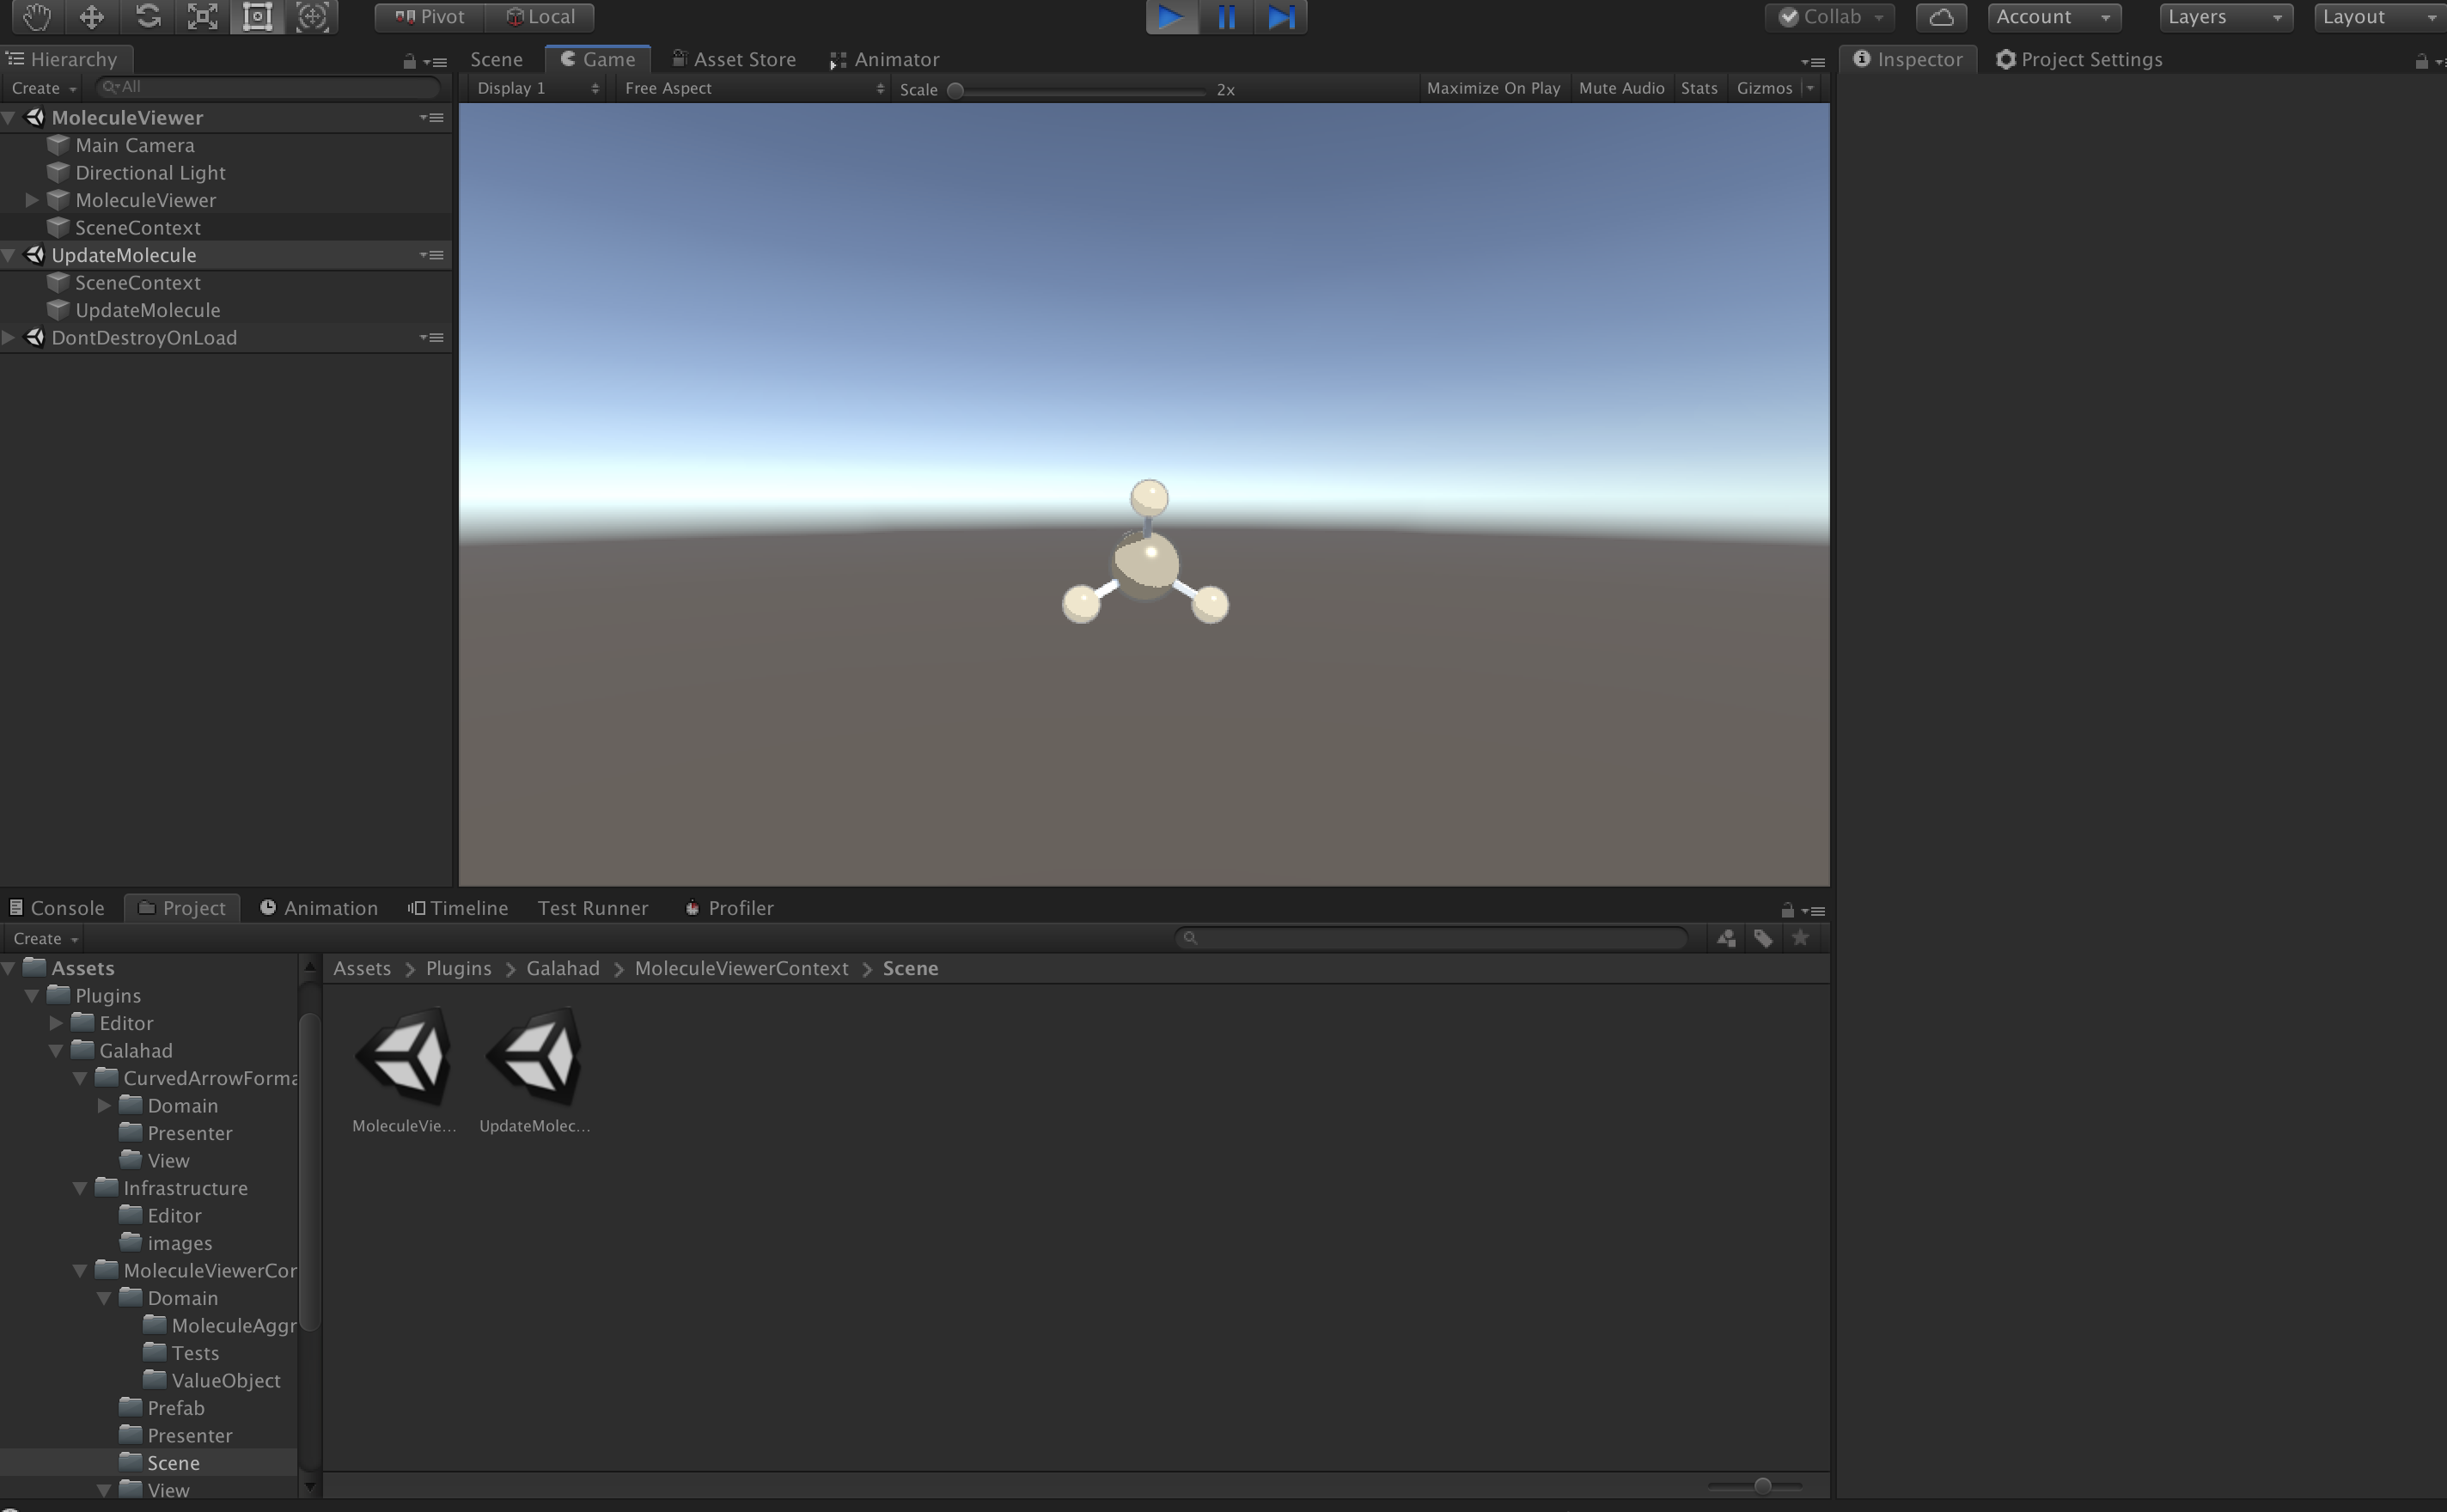 Pivot Local Collab Account Layers Layout
Hierarchy
Create All
MoleculeViewer
Main Camera
Directional Light
MoleculeViewer
SceneContext
UpdateMolecule
SceneContext
UpdateMolecule
DontDestroyOnLoad
Scene Game Asset Store Animator
Display 1 Free Aspect Scale 2x Maximize On Play Mute Audio Stats Gizmos
Inspector Project Settings
Console Project Animation Timeline Test Runner Profiler
Create
Assets
Plugins
Editor
Galahad
CurvedArrowForma
Domain
Presenter
View
Infrastructure
Editor
images
MoleculeViewerCor
Domain
MoleculeAggr
Tests
ValueObject
Prefab
Presenter
Scene
View
Assets > Plugins > Galahad > MoleculeViewerContext > Scene
MoleculeVie... UpdateMolec...